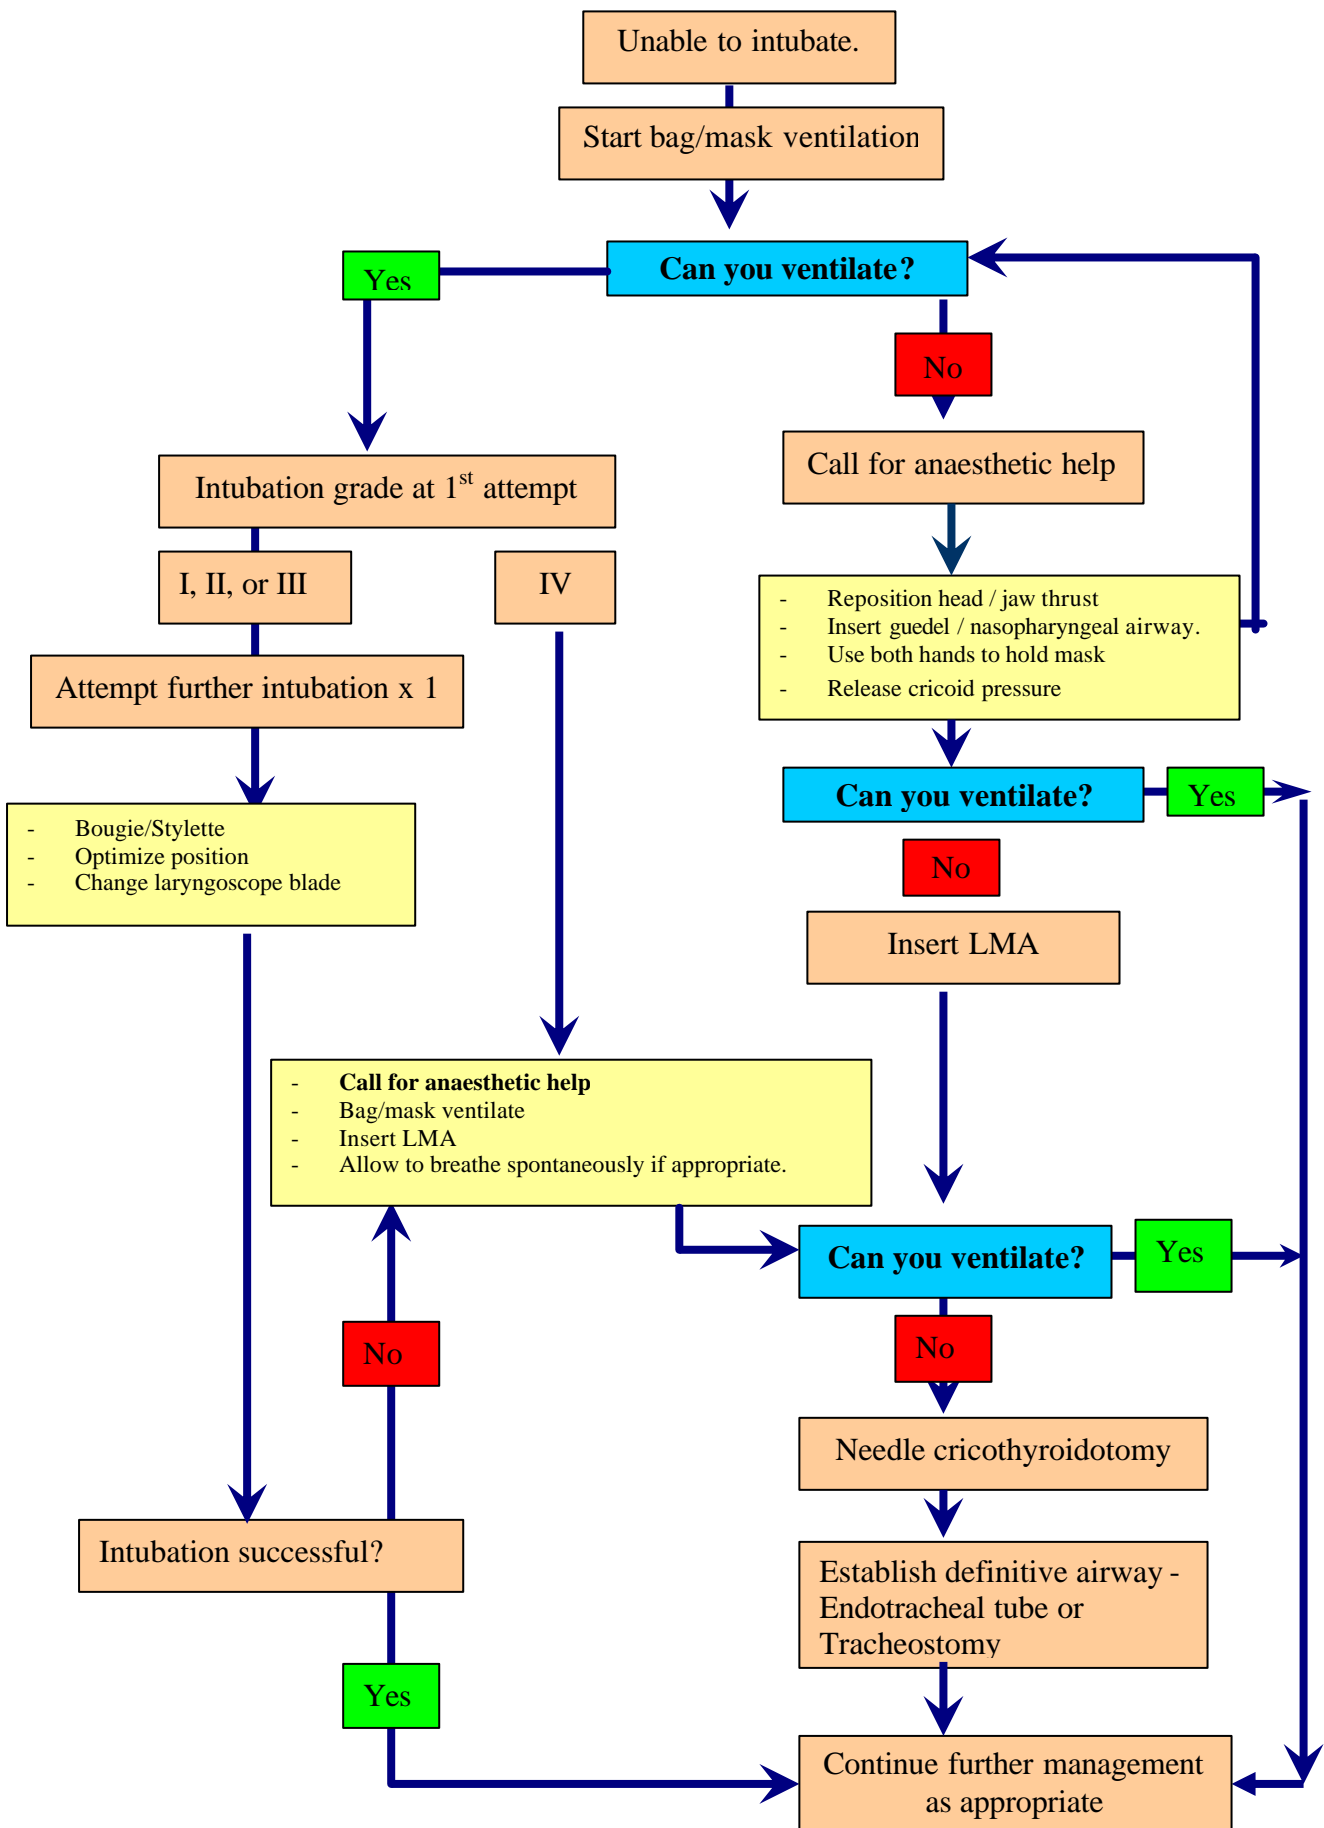 Unable to intubate.
Start bag/mask ventilation
Can you ventilate?
Yes
No
Call for anaesthetic help
Intubation grade at 1st attempt
I, II, or III
IV
- Reposition head / jaw thrust
- Insert guedel / nasopharyngeal airway.
- Use both hands to hold mask
- Release cricoid pressure
Attempt further intubation x 1
Can you ventilate?
Yes
- Bougie/Stylette
- Optimize position
- Change laryngoscope blade
No
Insert LMA
- Call for anaesthetic help
- Bag/mask ventilate
- Insert LMA
- Allow to breathe spontaneously if appropriate.
Can you ventilate?
Yes
No
No
Needle cricothyroidotomy
Intubation successful?
Establish definitive airway -
Endotracheal tube or
Tracheostomy
Yes
Continue further management
as appropriate